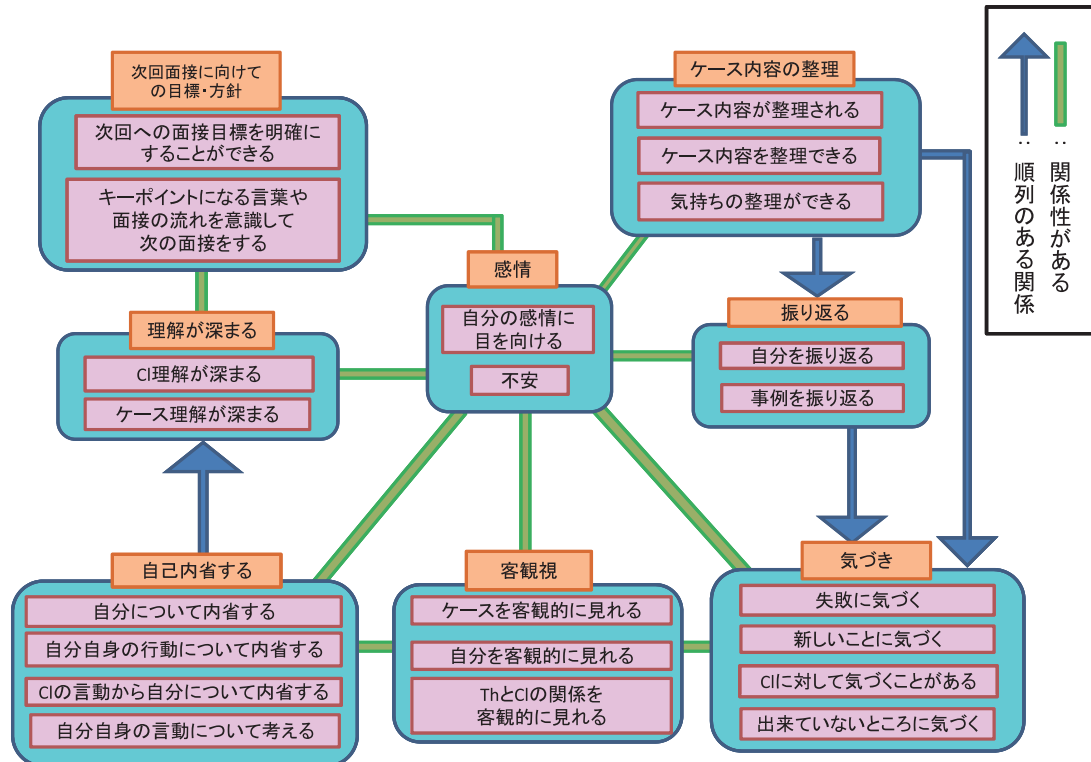 次回面接に向けて
の目標・方針
次回への面接目標を明確に
することができる
キーポイントになる言葉や
面接の流れを意識して
次の面接をする
ケース内容の整理
ケース内容が整理される
ケース内容を整理できる
気持ちの整理ができる
:順列のある関係
:関係性がある
感情
自分の感情に
目を向ける
不安
理解が深まる
Cl理解が深まる
ケース理解が深まる
振り返る
自分を振り返る
事例を振り返る
自己内省する
自分について内省する
自分自身の行動について内省する
Clの言動から自分について内省する
自分自身の言動について考える
客観視
ケースを客観的に見れる
自分を客観的に見れる
ThとClの関係を
客観的に見れる
気づき
失敗に気づく
新しいことに気づく
Clに対して気づくことがある
出来ていないところに気づく